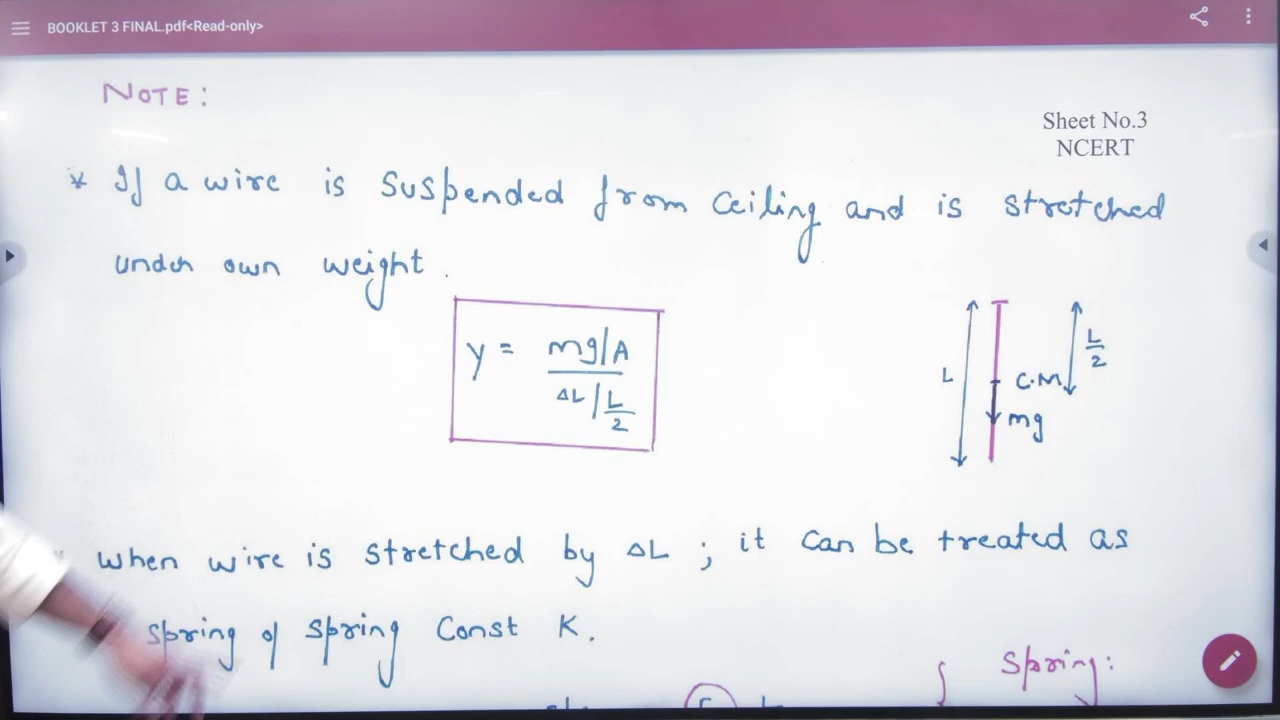 BOOKLET 3 FINAL.pdf<Read-only>
NOTE:
Sheet No.3
NCERT
* If a wire is suspended from ceiling and is stretched
under own weight.
Y = mg/A
ΔL/L/2
L
C.M
L/2
mg
* When wire is stretched by ΔL ; it can be treated as
spring of spring Const K.
Spring: